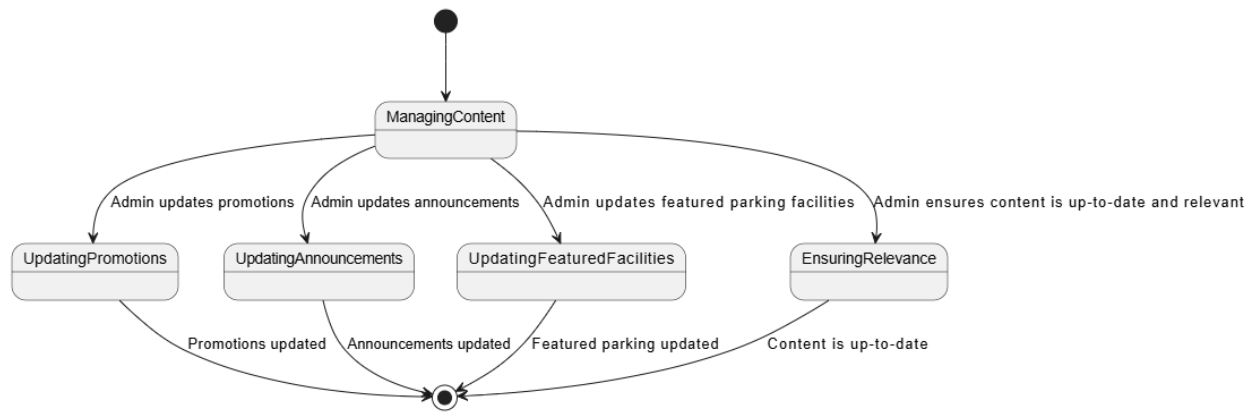 ManagingContent
Admin updates promotions
Admin updates announcements
Admin updates featured parking facilities
Admin ensures content is up-to-date and relevant
UpdatingPromotions
UpdatingAnnouncements
UpdatingFeaturedFacilities
EnsuringRelevance
Promotions updated
Announcements updated
Featured parking updated
Content is up-to-date